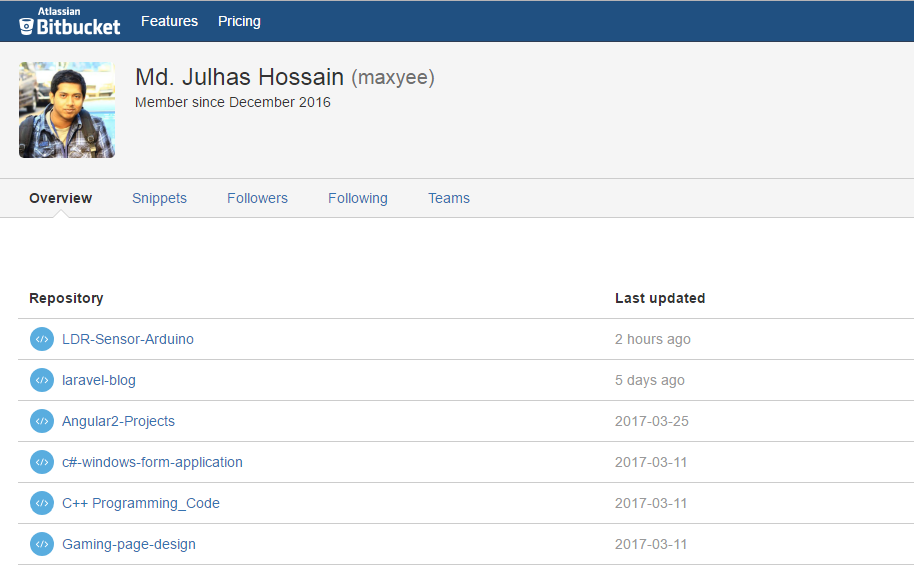 Atlassian
Bitbucket Features Pricing
Md. Julhas Hossain (maxyee)
Member since December 2016
Overview Snippets Followers Following Teams
Repository Last updated
LDR-Sensor-Arduino 2 hours ago
laravel-blog 5 days ago
Angular2-Projects 2017-03-25
c#-windows-form-application 2017-03-11
C++ Programming_Code 2017-03-11
Gaming-page-design 2017-03-11